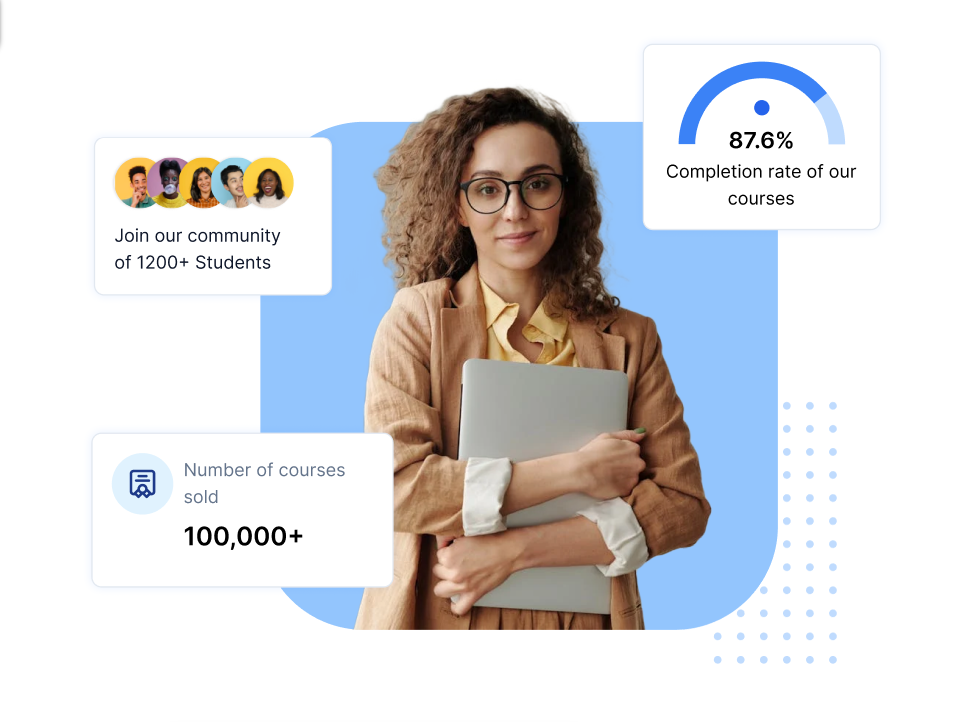 87.6%
Completion rate of our
courses
Join our community
of 1200+ Students
Number of courses
sold
100,000+